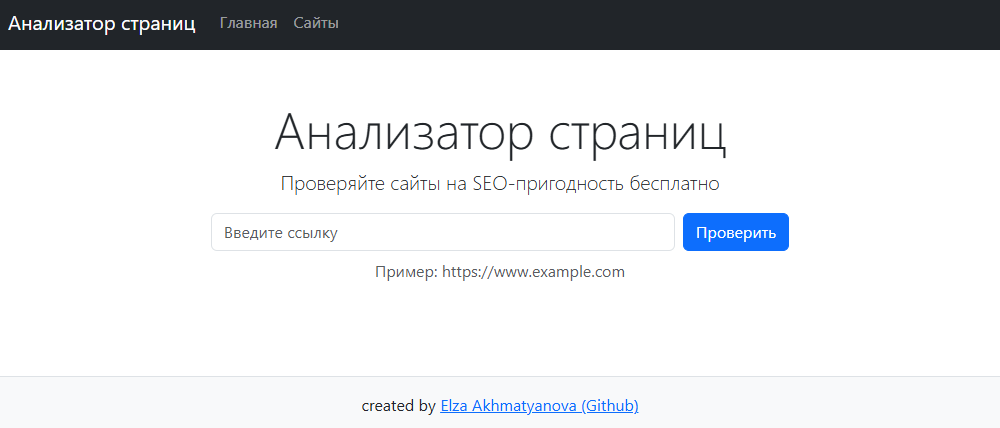 Анализатор страниц Главная Сайты
Анализатор страниц
Проверяйте сайты на SEO-пригодность бесплатно
Введите ссылку Проверить
Пример: https://www.example.com
created by Elza Akhmatyanova (Github)